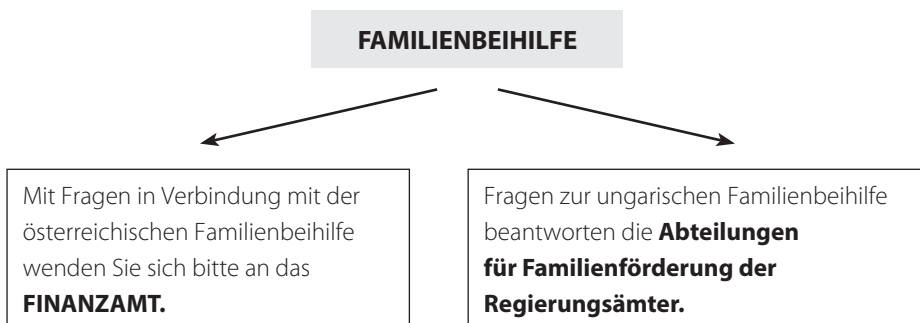 FAMILIENBEIHILFE
Mit Fragen in Verbindung mit der
österreichischen Familienbeihilfe
wenden Sie sich bitte an das
FINANZAMT.
Fragen zur ungarischen Familienbeihilfe
beantworten die Abteilungen
für Familienförderung der
Regierungsämter.